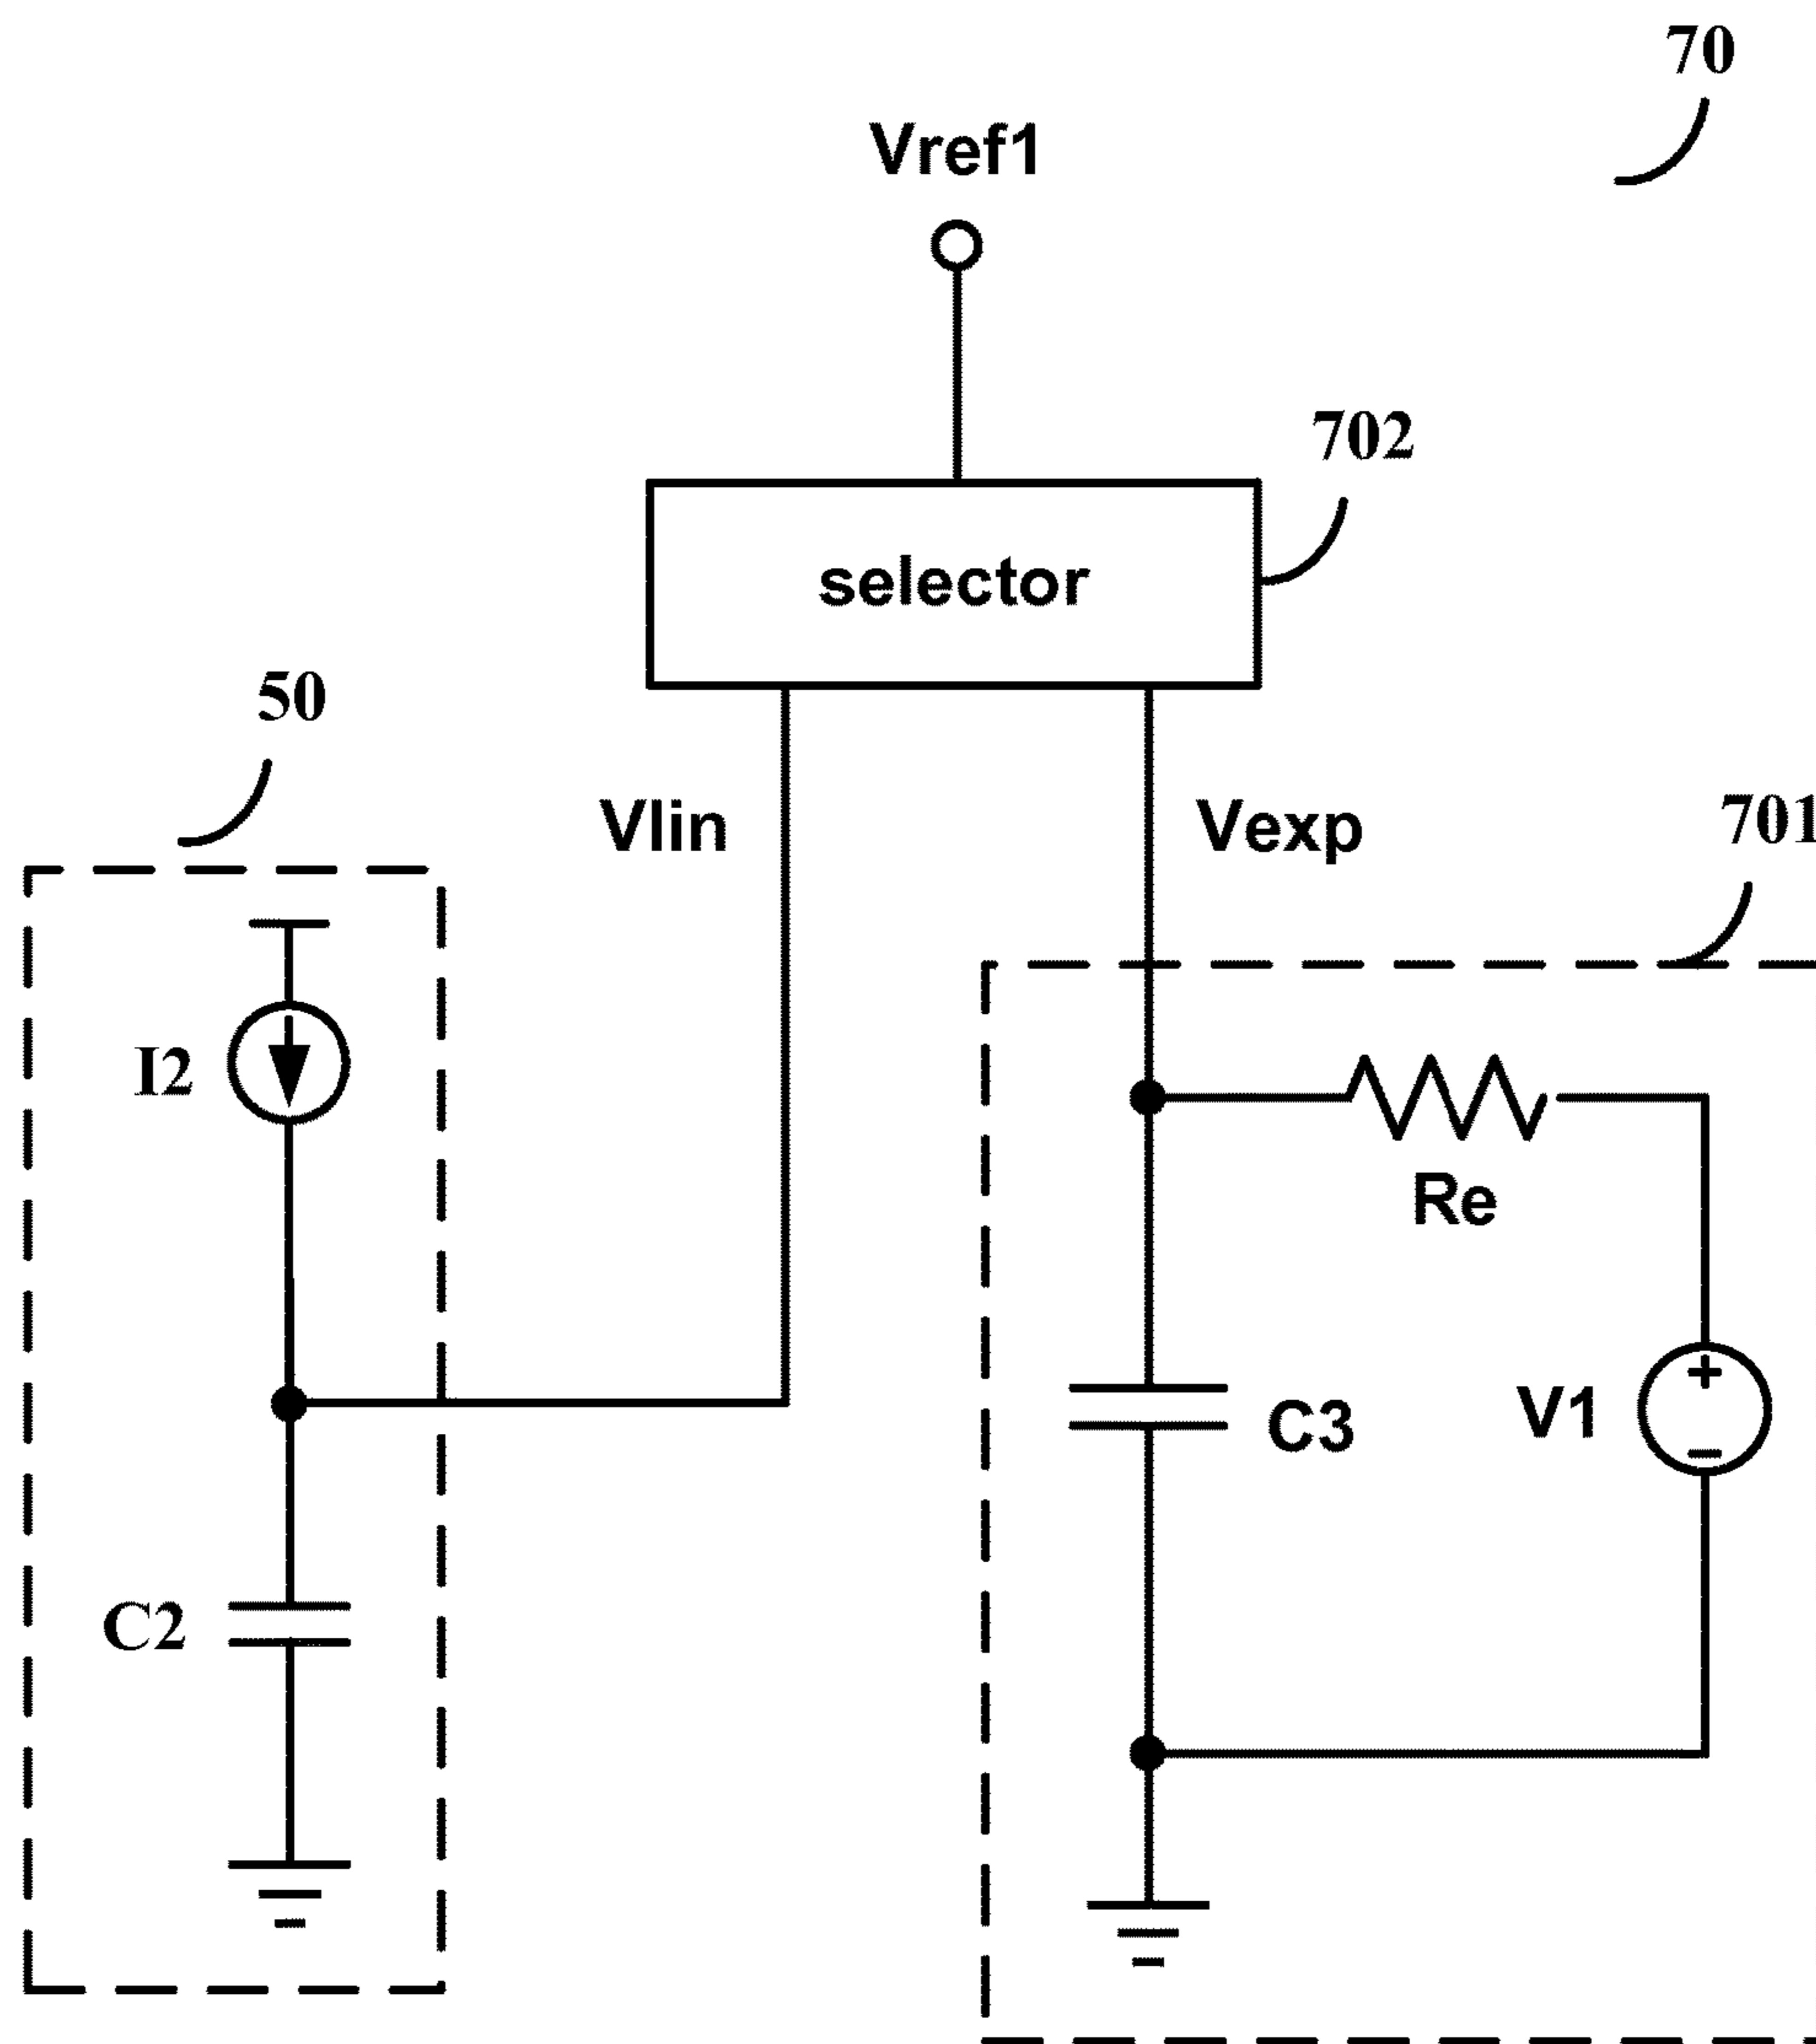 70
Vref1
702
selector
50
Vlin
Vexp
701
I2
Re
C3
V1
+
−
C2